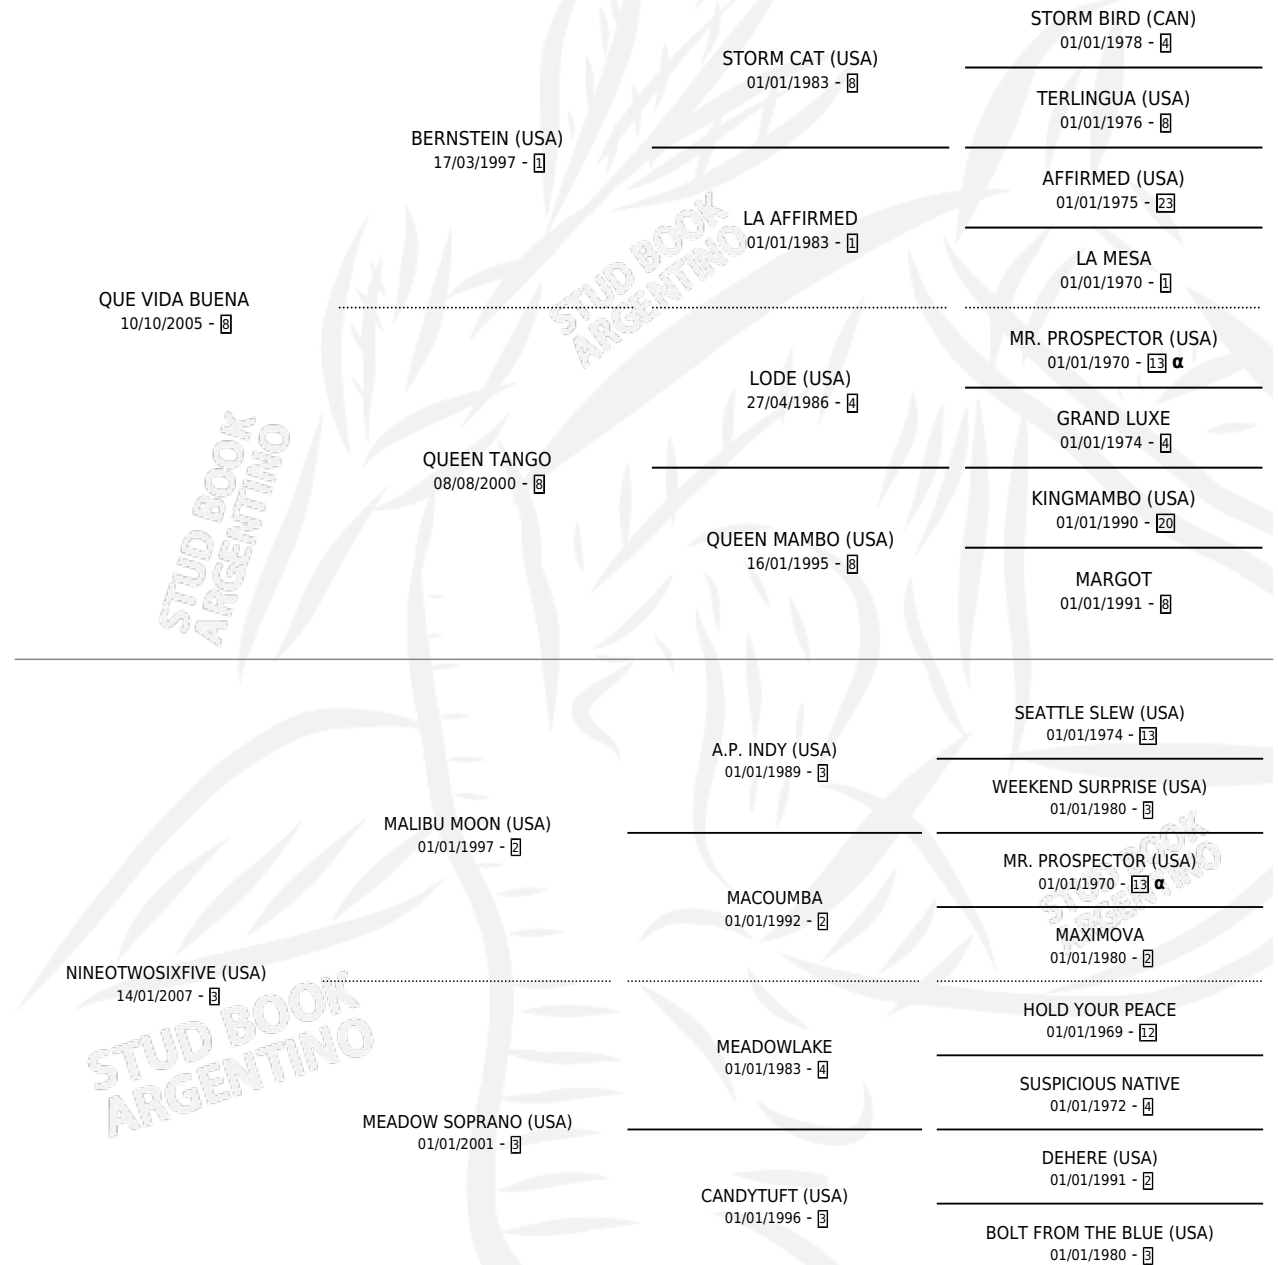 STORM BIRD (CAN)
01/01/1978 - 4
STORM CAT (USA)
01/01/1983 - 8
TERLINGUA (USA)
01/01/1976 - 8
BERNSTEIN (USA)
17/03/1997 - 1
AFFIRMED (USA)
01/01/1975 - 23
LA AFFIRMED
01/01/1983 - 1
LA MESA
01/01/1970 - 1
QUE VIDA BUENA
10/10/2005 - 8
MR. PROSPECTOR (USA)
01/01/1970 - 13 α
LODE (USA)
27/04/1986 - 4
GRAND LUXE
01/01/1974 - 4
QUEEN TANGO
08/08/2000 - 8
KINGMAMBO (USA)
01/01/1990 - 20
QUEEN MAMBO (USA)
16/01/1995 - 8
MARGOT
01/01/1991 - 8
SEATTLE SLEW (USA)
01/01/1974 - 13
A.P. INDY (USA)
01/01/1989 - 3
WEEKEND SURPRISE (USA)
01/01/1980 - 3
MALIBU MOON (USA)
01/01/1997 - 2
MR. PROSPECTOR (USA)
01/01/1970 - 13 α
MACOUMBA
01/01/1992 - 2
MAXIMOVA
01/01/1980 - 2
NINEOTWOSIXFIVE (USA)
14/01/2007 - 3
HOLD YOUR PEACE
01/01/1969 - 12
MEADOWLAKE
01/01/1983 - 4
SUSPICIOUS NATIVE
01/01/1972 - 4
MEADOW SOPRANO (USA)
01/01/2001 - 3
DEHERE (USA)
01/01/1991 - 2
CANDYTUFT (USA)
01/01/1996 - 3
BOLT FROM THE BLUE (USA)
01/01/1980 - 3
STUD BOOK
ARGENTINO
STUD BOOK
ARGENTINO
STUD BOOK
ARGENTINO
STUD BOOK
ARGENTINO